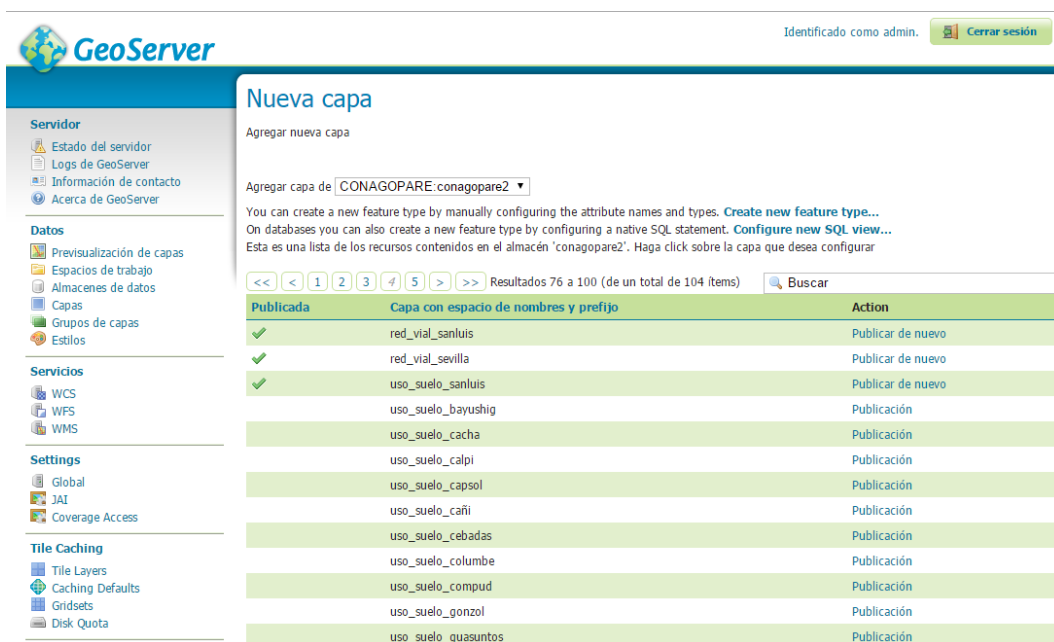 GeoServer
Identificado como admin.
Cerrar sesión
Servidor
Estado del servidor
Logs de GeoServer
Información de contacto
Acerca de GeoServer
Datos
Previsualización de capas
Espacios de trabajo
Almacenes de datos
Capas
Grupos de capas
Estilos
Servicios
WCS
WFS
WMS
Settings
Global
JAI
Coverage Access
Tile Caching
Tile Layers
Caching Defaults
Gridsets
Disk Quota
Nueva capa
Agregar nueva capa
Agregar capa de CONAGOPARE:conagopare2
You can create a new feature type by manually configuring the attribute names and types. Create new feature type...
On databases you can also create a new feature type by configuring a native SQL statement. Configure new SQL view...
Esta es una lista de los recursos contenidos en el almacén 'conagopare2'. Haga click sobre la capa que desea configurar
<< < 1 2 3 4 5 > >> Resultados 76 a 100 (de un total de 104 ítems) Buscar
Publicada Capa con espacio de nombres y prefijo Action
red_vial_sanluis Publicar de nuevo
red_vial_sevilla Publicar de nuevo
uso_suelo_sanluis Publicar de nuevo
uso_suelo_bayushig Publicación
uso_suelo_cacha Publicación
uso_suelo_calpi Publicación
uso_suelo_capsol Publicación
uso_suelo_cañi Publicación
uso_suelo_cebadas Publicación
uso_suelo_columbe Publicación
uso_suelo_compud Publicación
uso_suelo_gonzol Publicación
uso_suelo_guasuntos Publicación